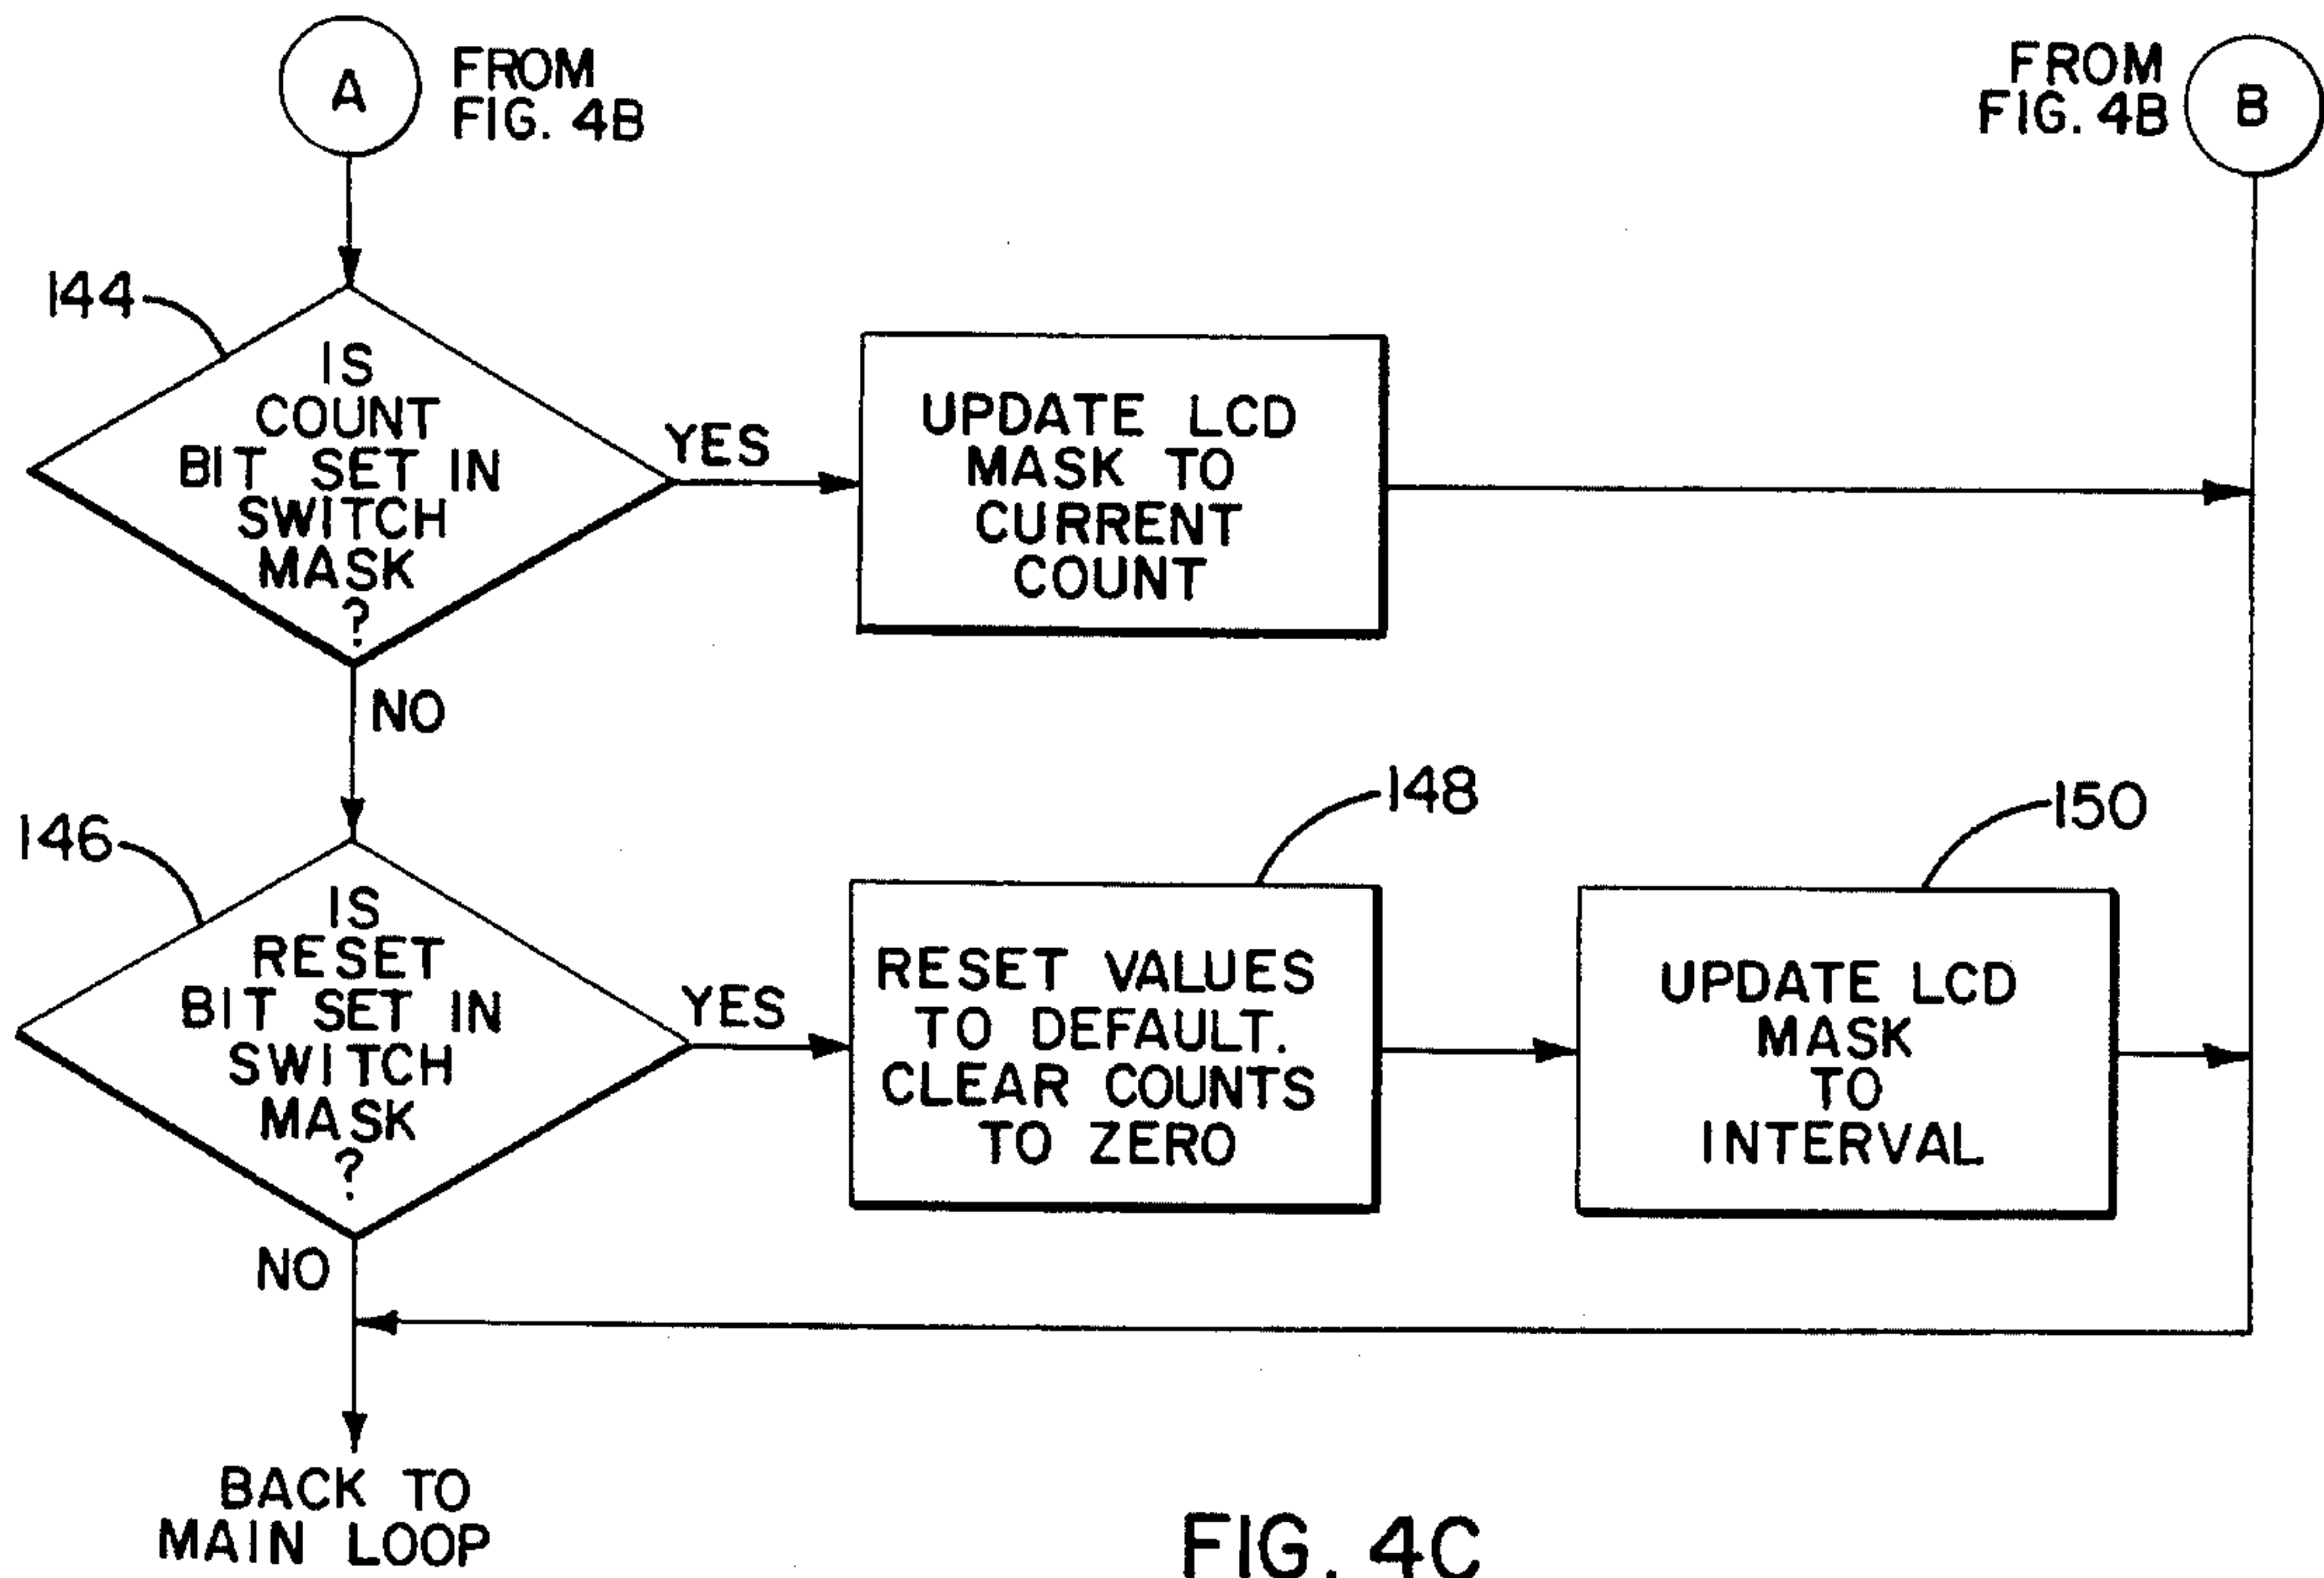 A
FROM
FIG. 4B
FROM
FIG. 4B
B
144
IS
COUNT
BIT SET IN
SWITCH
MASK
?
YES
UPDATE LCD
MASK TO
CURRENT
COUNT
NO
146
IS
RESET
BIT SET IN
SWITCH
MASK
?
YES
148
RESET VALUES
TO DEFAULT.
CLEAR COUNTS
TO ZERO
150
UPDATE LCD
MASK
TO
INTERVAL
NO
BACK TO
MAIN LOOP
FIG. 4C